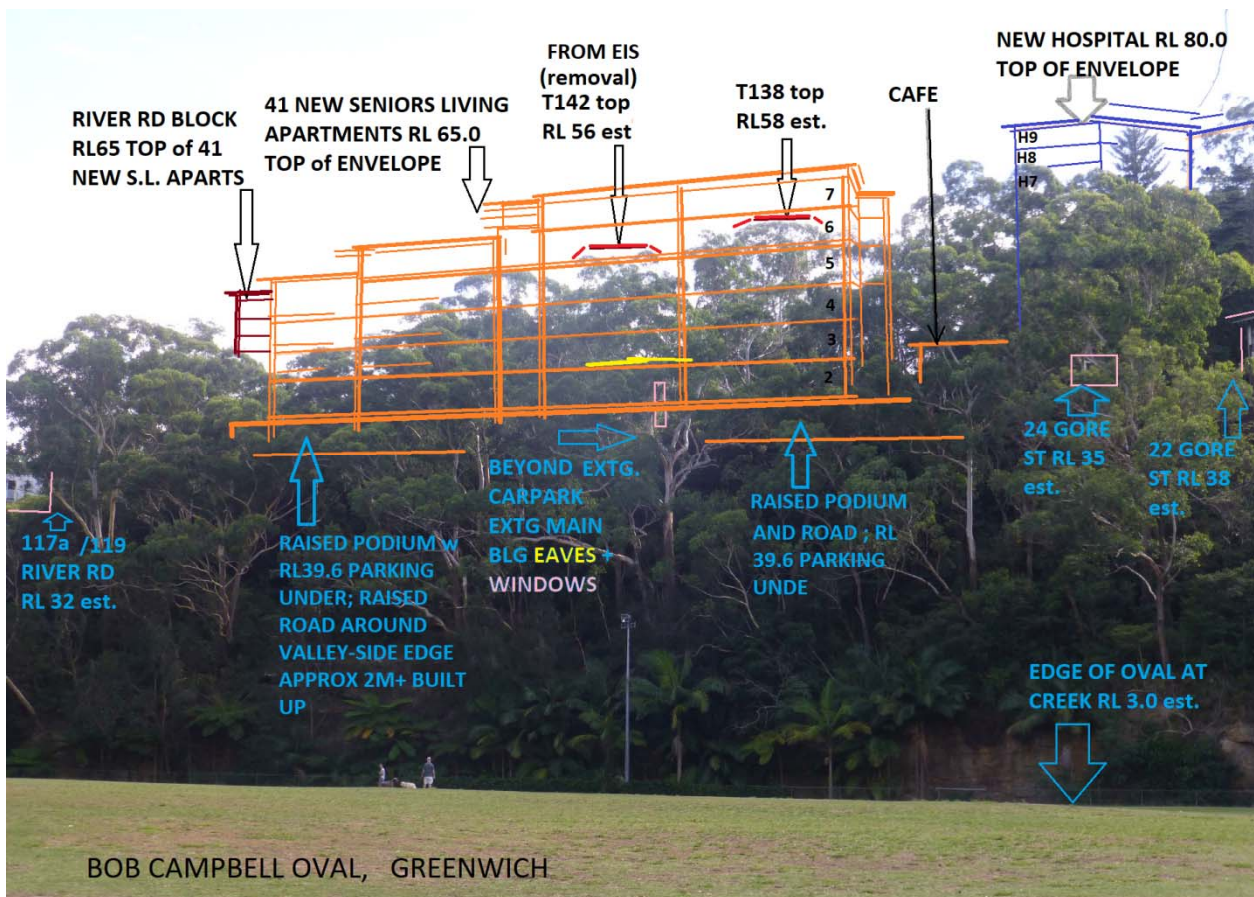 NEW HOSPITAL RL 80.0
TOP OF ENVELOPE
FROM EIS
(removal)
T142 top
RL 56 est
T138 top
RL58 est.
CAFE
41 NEW SENIORS LIVING
APARTMENTS RL 65.0
TOP of ENVELOPE
RIVER RD BLOCK
RL65 TOP of 41
NEW S.L. APARTS
H9
H8
H7
7
6
5
4
3
2
24 GORE
ST RL 35
est.
22 GORE
ST RL 38
est.
BEYOND EXTG.
CARPARK
EXTG MAIN
BLG EAVES +
WINDOWS
RAISED PODIUM
AND ROAD ; RL
39.6 PARKING
UNDE
117a /119
RIVER RD
RL 32 est.
RAISED PODIUM w
RL39.6 PARKING
UNDER; RAISED
ROAD AROUND
VALLEY-SIDE EDGE
APPROX 2M+ BUILT
UP
EDGE OF OVAL AT
CREEK RL 3.0 est.
BOB CAMPBELL OVAL, GREENWICH